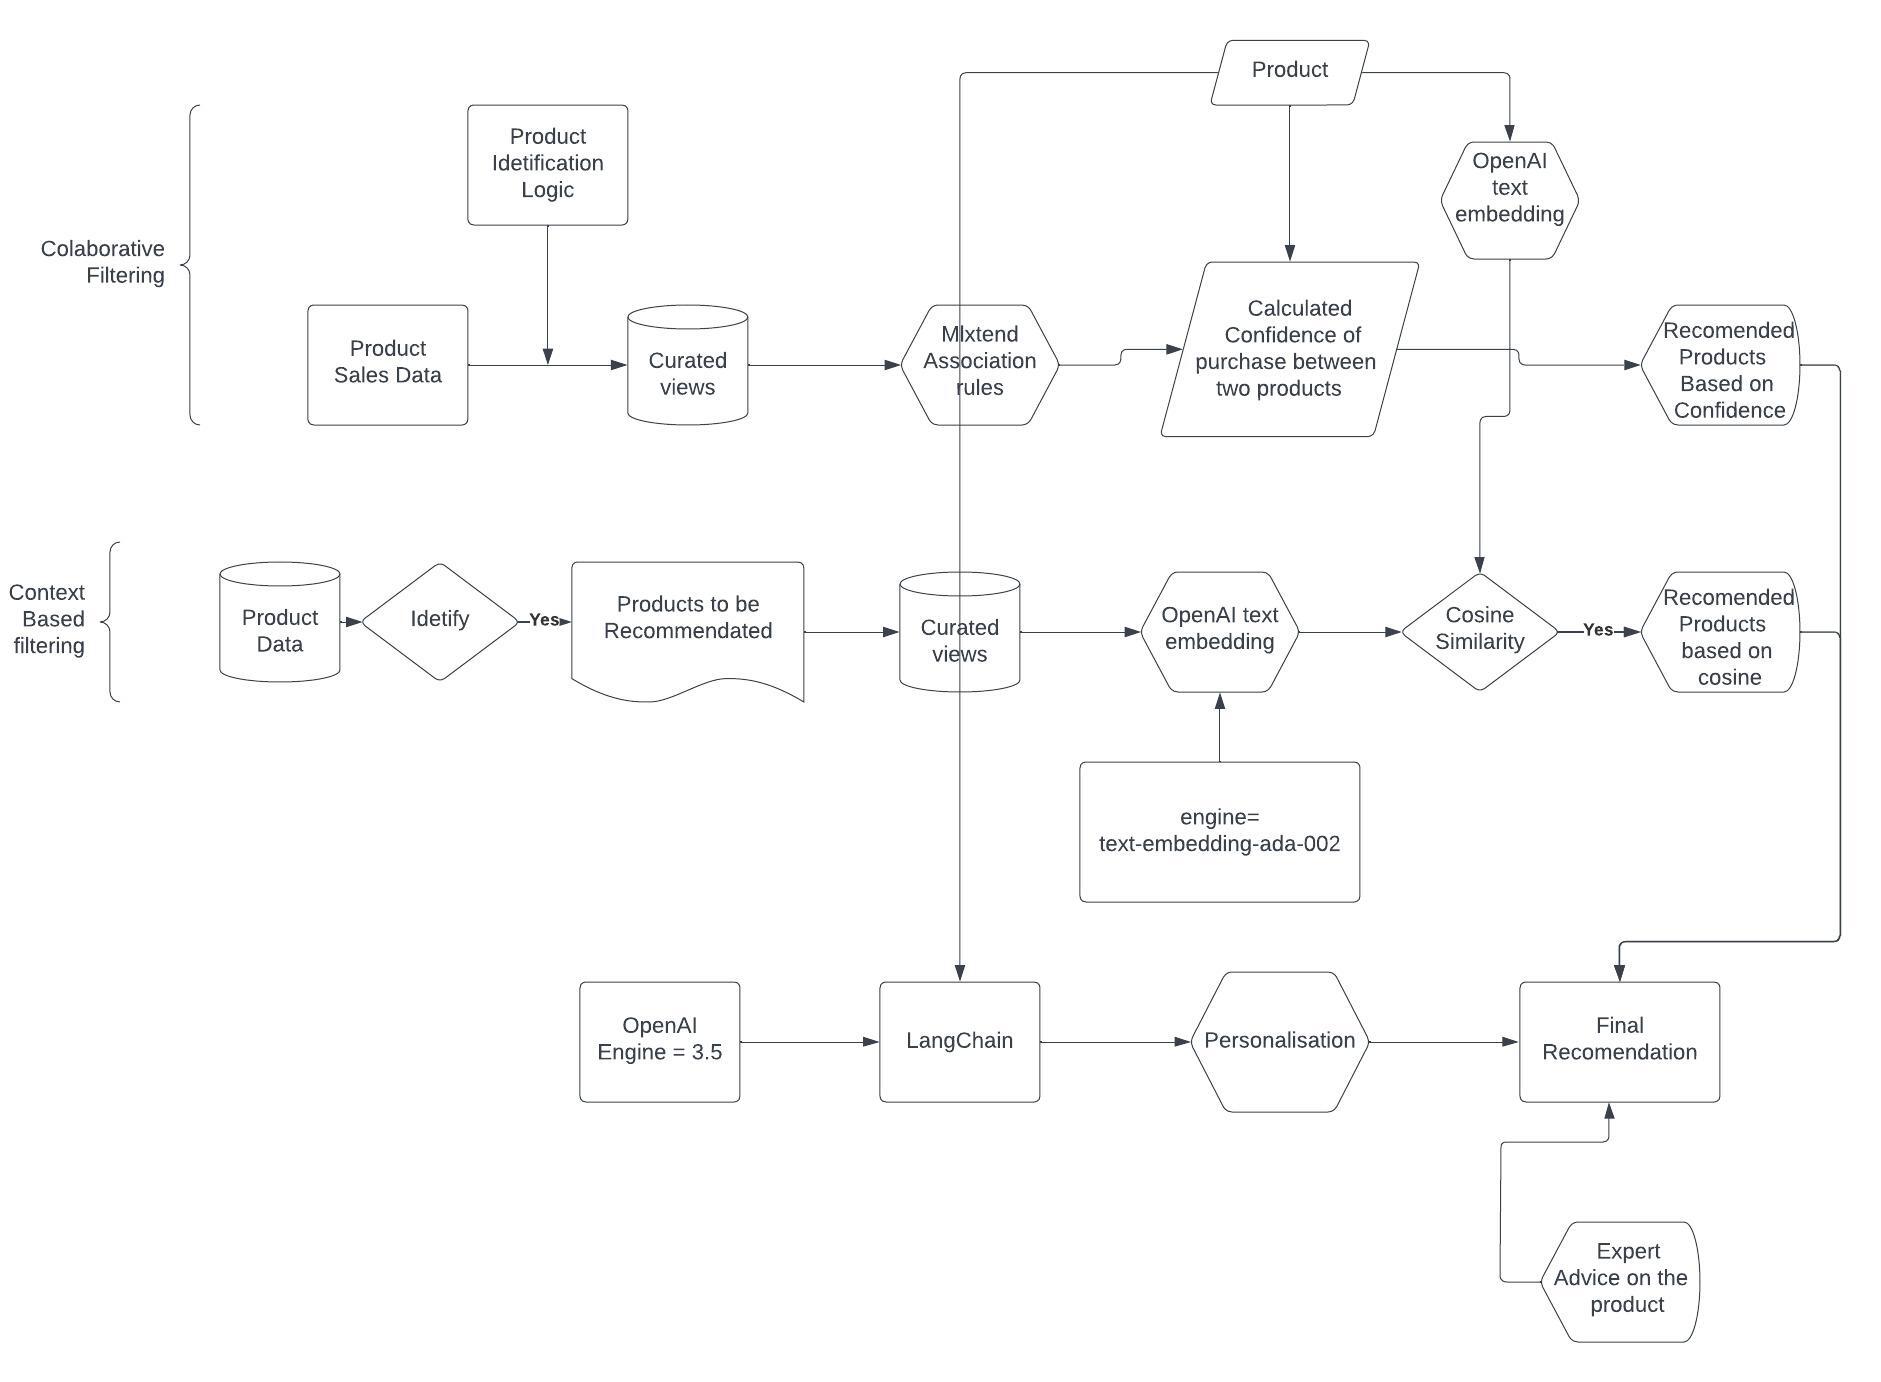 Product
Product
Idetification
Logic
OpenAI
text
embedding
Colaborative
Filtering
Product
Sales Data
Curated
views
Mlxtend
Association
rules
Calculated
Confidence of
purchase between
two products
Recomended
Products
Based on
Confidence
Context
Based
filtering
Product
Data
Idetify
Yes
Products to be
Recommendated
Curated
views
OpenAI text
embedding
Cosine
Similarity
Yes
Recomended
Products
based on
cosine
engine=
text-embedding-ada-002
OpenAI
Engine = 3.5
LangChain
Personalisation
Final
Recomendation
Expert
Advice on the
product